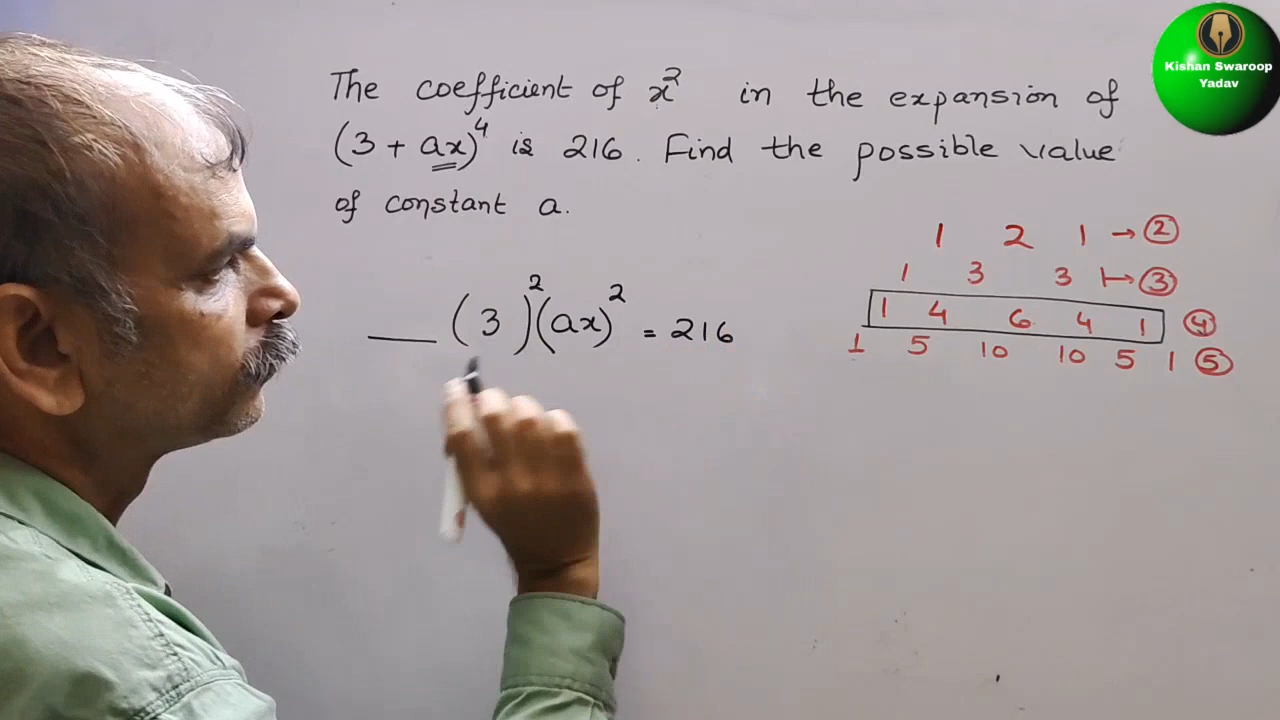 Kishan Swaroop
Yadav
The coefficient of x² in the expansion of
(3 + ax)⁴ is 216. Find the possible value
of constant a.
1 2 1 → ②
1 3 3 1 → ③
1 4 6 4 1 ④
1 5 10 10 5 1 ⑤
__ (3)²(ax)² = 216